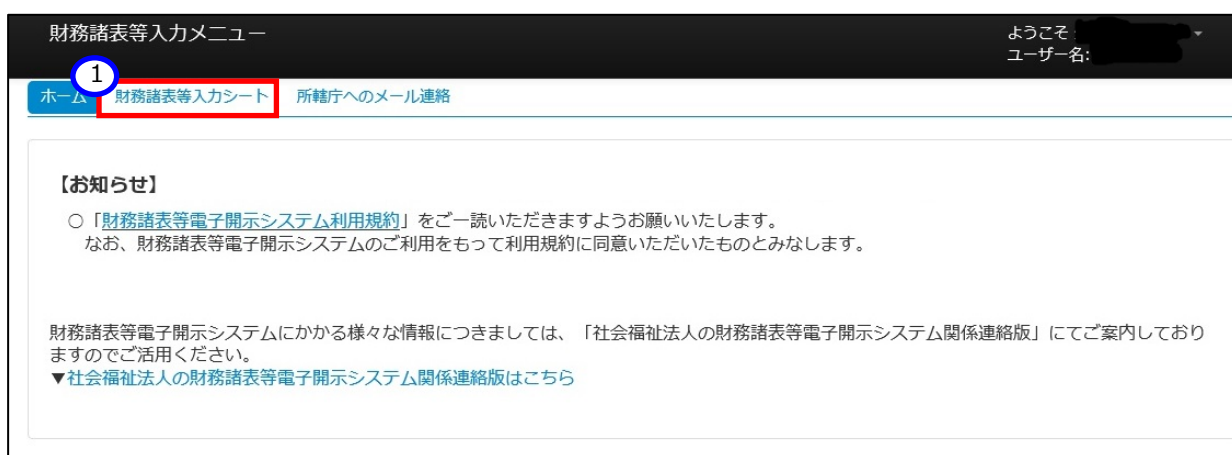 財務諸表等入力メニュー
ようこそ
ユーザー名:
1
ホーム 財務諸表等入力シート 所轄庁へのメール連絡
【お知らせ】
○「財務諸表等電子開示システム利用規約」をご一読いただきますようお願いいたします。
なお、財務諸表等電子開示システムのご利用をもって利用規約に同意いただいたものとみなします。
財務諸表等電子開示システムにかかる様々な情報につきましては、「社会福祉法人の財務諸表等電子開示システム関係連絡版」にてご案内しており
ますのでご活用ください。
▼社会福祉法人の財務諸表等電子開示システム関係連絡版はこちら